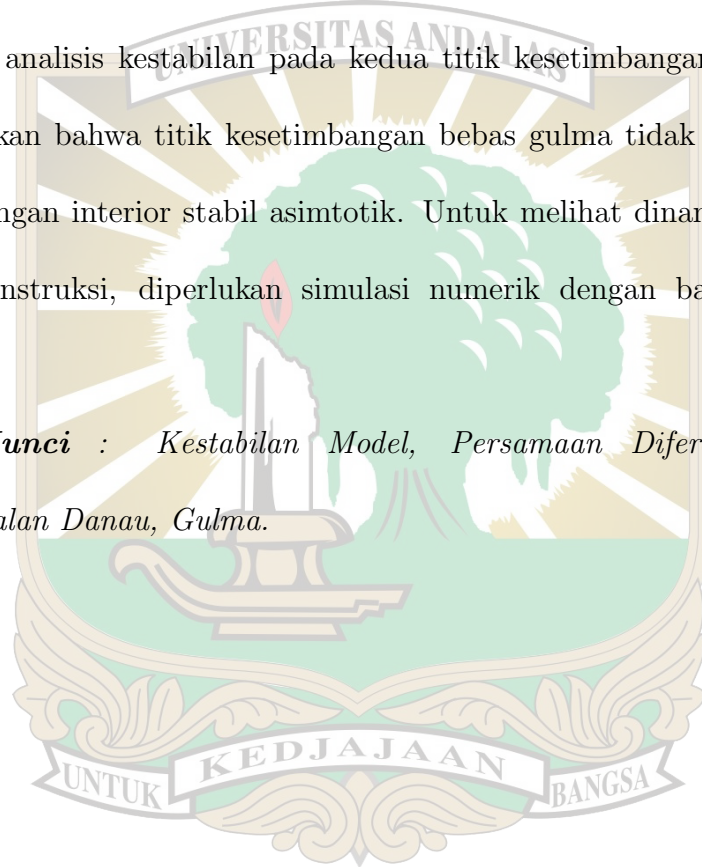 UNIVERSITAS ANDALAS
analisis kestabilan pada kedua titik kesetimbangan
kan bahwa titik kesetimbangan bebas gulma tidak
ngan interior stabil asimtotik. Untuk melihat dinam
nstruksi, diperlukan simulasi numerik dengan ba
unci : Kestabilan Model, Persamaan Difer
alan Danau, Gulma.
UNTUK KEDJAJAAN BANGSA